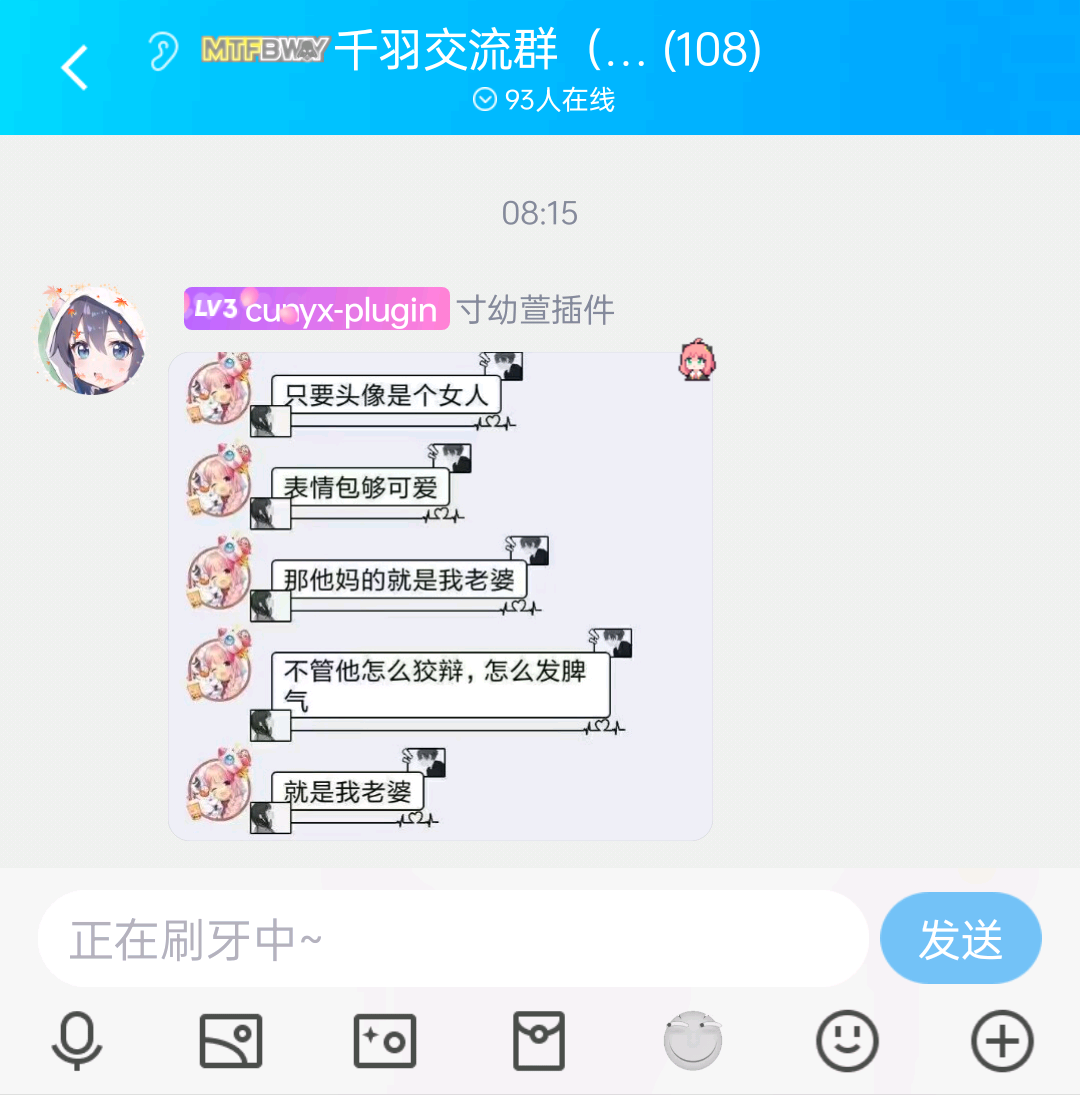 MTFBWY 千羽交流群（... (108)
93人在线
08:15
LV3 cunyx-plugin 寸幼萱插件
只要头像是个女人
表情包够可爱
那他妈的就是我老婆
不管他怎么狡辩，怎么发脾
气
就是我老婆
正在刷牙中~
发送